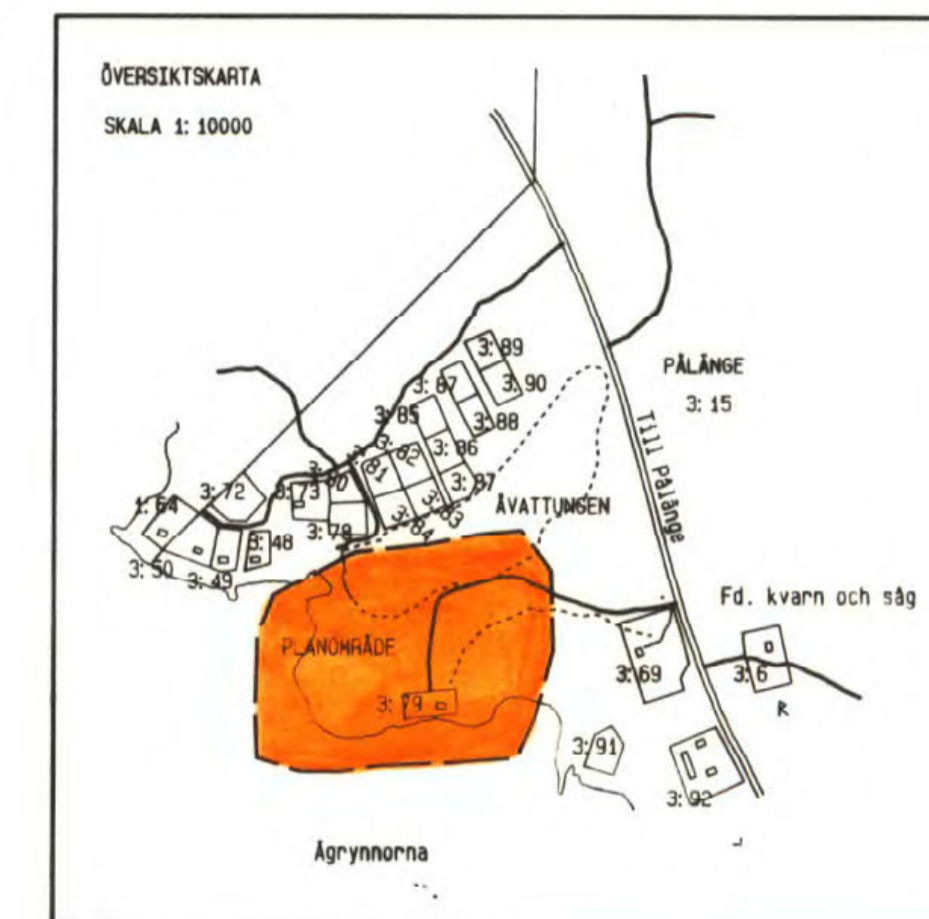 ÖVERSIKTSKARTA
SKALA 1: 10000
3: 89
3: 87
3: 90
PÅLÄNGE
3: 15
3: 85
3: 88
Till Pålänge
3: 82
3: 86
81
3: 73
3: 72
3: 87
1: 64
3: 83
ÅVATTUNGEN
3: 78
3: 84
3: 48
3: 50
3: 49
Fd. kvarn och såg
PLANOMRÅDE
3: 69
3: 6
3: 79
R
3: 91
3: 92
Ågrynnorna